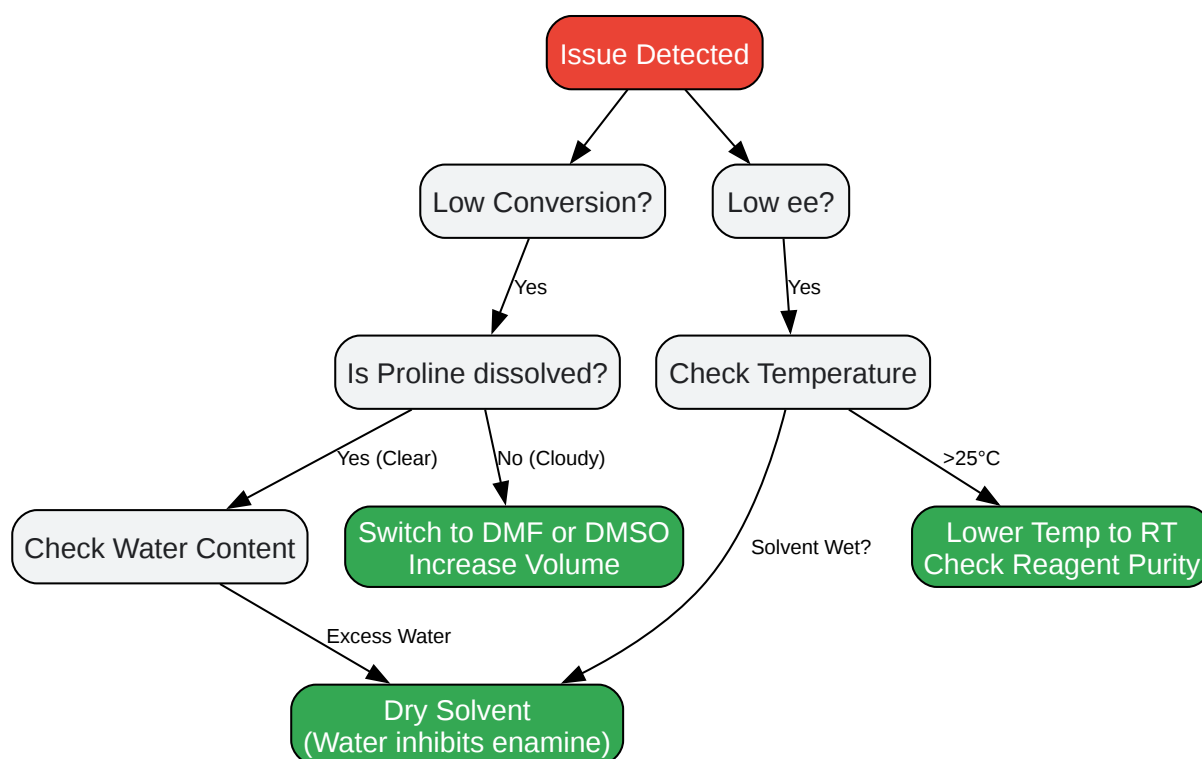 Issue Detected
Low Conversion?
Low ee?
Yes
Yes
Is Proline dissolved?
Check Temperature
Yes (Clear)
No (Cloudy)
>25°C
Check Water Content
Switch to DMF or DMSO
Increase Volume
Solvent Wet?
Lower Temp to RT
Check Reagent Purity
Excess Water
Dry Solvent
(Water inhibits enamine)